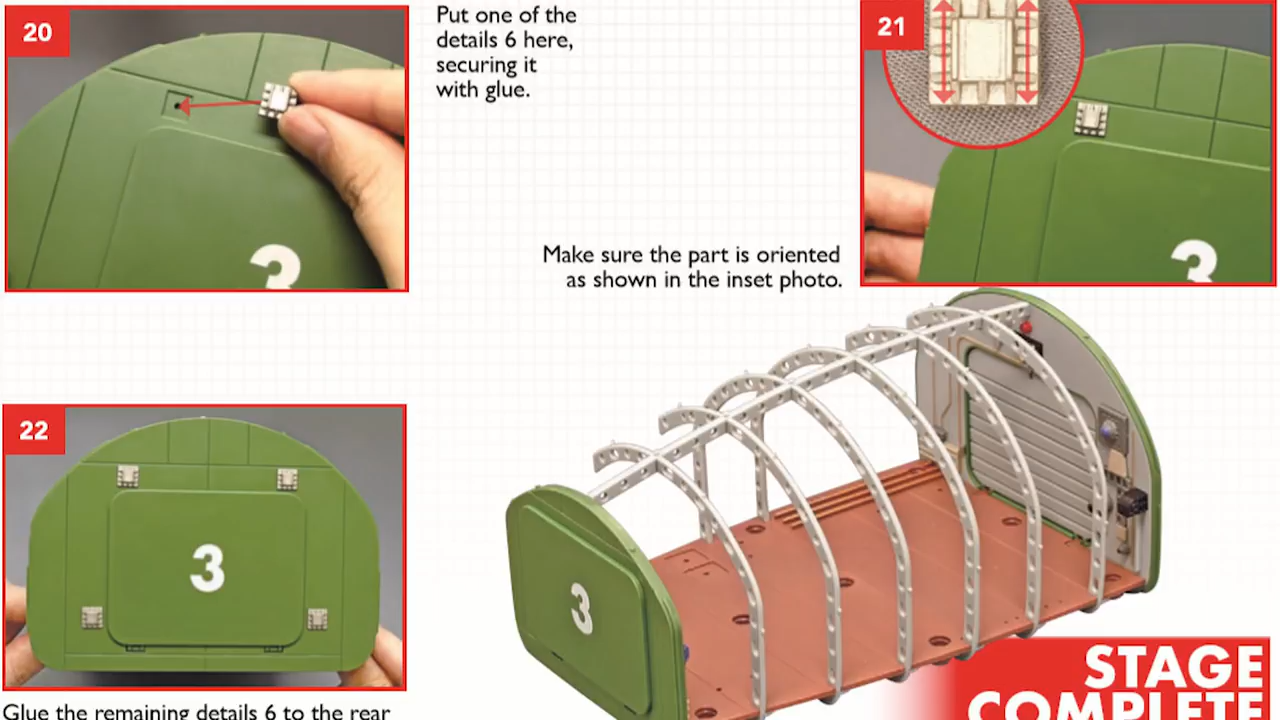 20
Put one of the
details 6 here,
securing it
with glue.
3
21
Make sure the part is oriented
as shown in the inset photo.
3
22
3
Glue the remaining details 6 to the rear
3
STAGE
COMPLETE